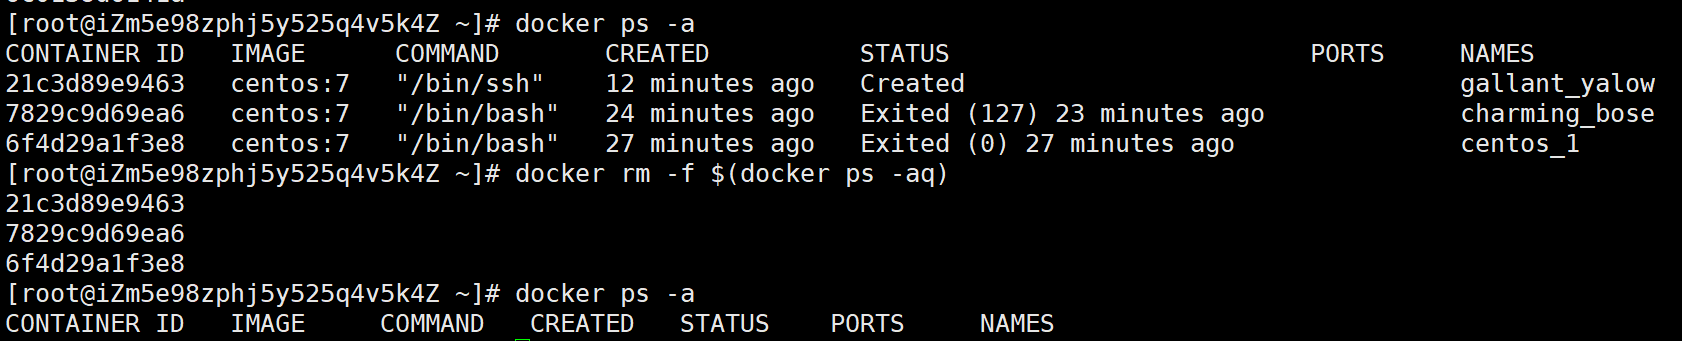 [root@iZm5e98zphj5y525q4v5k4Z ~]# docker ps -a
CONTAINER ID   IMAGE      COMMAND       CREATED          STATUS                        PORTS     NAMES
21c3d89e9463   centos:7   "/bin/ssh"    12 minutes ago   Created                                 gallant_yalow
7829c9d69ea6   centos:7   "/bin/bash"   24 minutes ago   Exited (127) 23 minutes ago             charming_bose
6f4d29a1f3e8   centos:7   "/bin/bash"   27 minutes ago   Exited (0) 27 minutes ago               centos_1
[root@iZm5e98zphj5y525q4v5k4Z ~]# docker rm -f $(docker ps -aq)
21c3d89e9463
7829c9d69ea6
6f4d29a1f3e8
[root@iZm5e98zphj5y525q4v5k4Z ~]# docker ps -a
CONTAINER ID   IMAGE     COMMAND   CREATED   STATUS    PORTS     NAMES